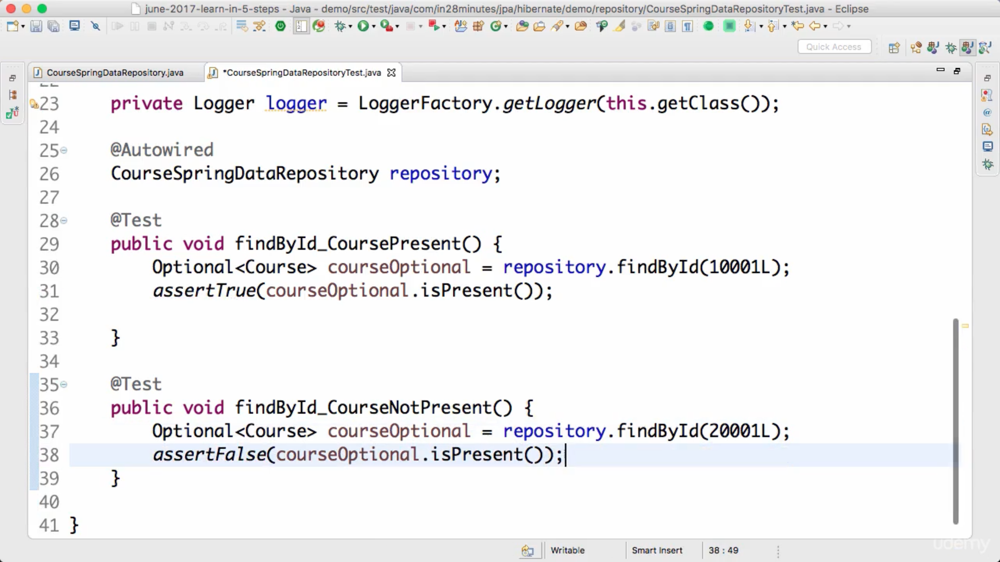 june-2017-learn-in-5-steps - Java - demo/src/test/java/com/in28minutes/jpa/hibernate/demo/repository/CourseSpringDataRepositoryTest.java - Eclipse
Quick Access
CourseSpringDataRepository.java
*CourseSpringDataRepositoryTest.java
22
23 private Logger logger = LoggerFactory.getLogger(this.getClass());
24
25 @Autowired
26 CourseSpringDataRepository repository;
27
28 @Test
29 public void findById_CoursePresent() {
30 Optional<Course> courseOptional = repository.findById(10001L);
31 assertTrue(courseOptional.isPresent());
32
33 }
34
35 @Test
36 public void findById_CourseNotPresent() {
37 Optional<Course> courseOptional = repository.findById(20001L);
38 assertFalse(courseOptional.isPresent());
39 }
40
41 }
Writable
Smart Insert
38 : 49
udemy